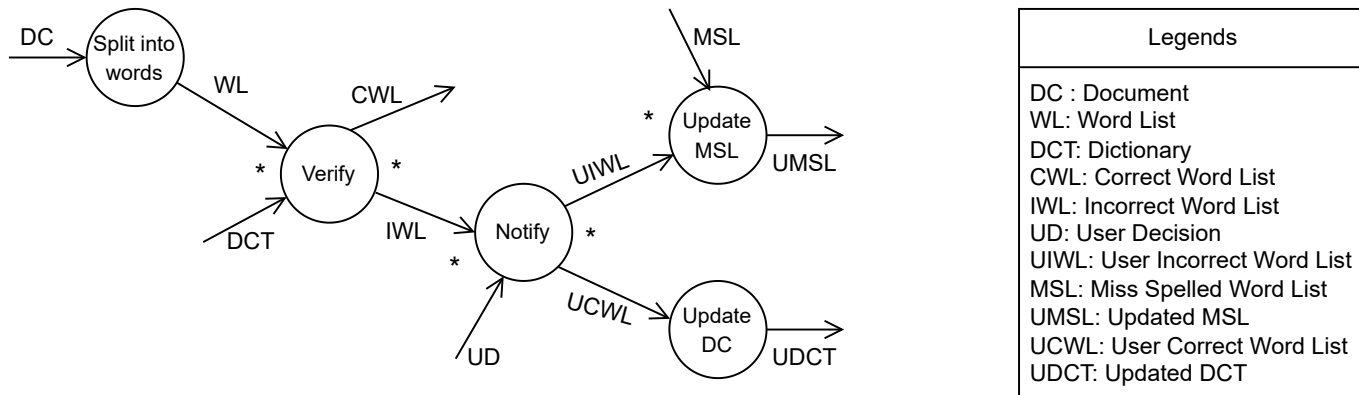 DC
Split into
words
WL
CWL
*
Verify
*
DCT
IWL
*
Notify
*
UD
UIWL
UCWL
MSL
*
Update
MSL
UMSL
Update
DC
UDCT
Legends
DC : Document
WL: Word List
DCT: Dictionary
CWL: Correct Word List
IWL: Incorrect Word List
UD: User Decision
UIWL: User Incorrect Word List
MSL: Miss Spelled Word List
UMSL: Updated MSL
UCWL: User Correct Word List
UDCT: Updated DCT